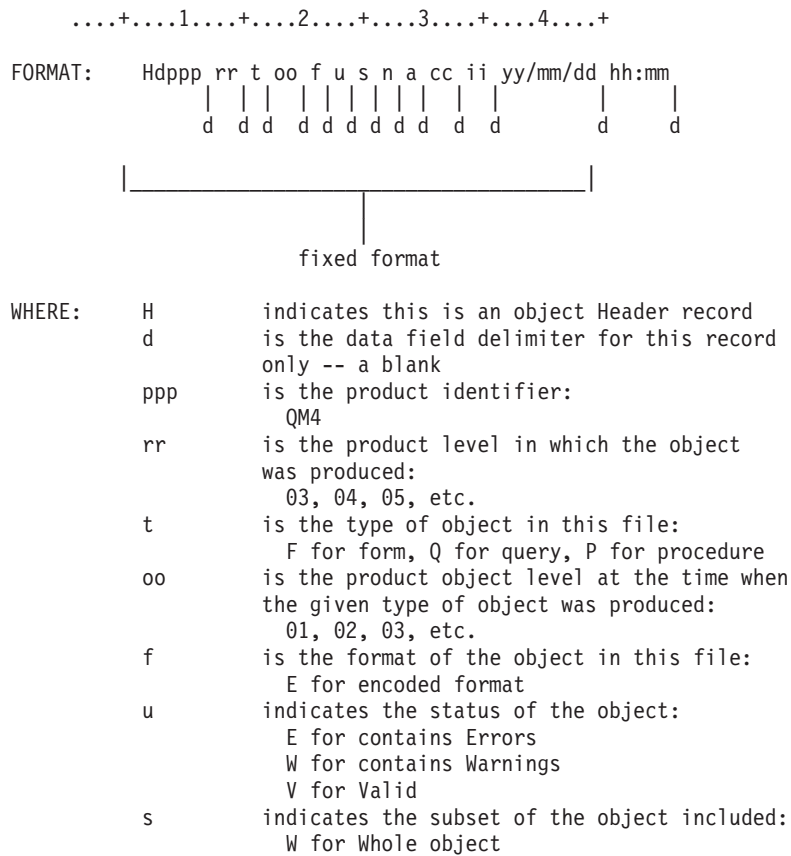 ....+....1....+....2....+....3....+....4....+
FORMAT: Hdppp rr t oo f u s n a cc ii yy/mm/dd hh:mm
| | | | | | | | | | | | |
d d d d d d d d d d d d d
|______________________________________|
|
|
fixed format
WHERE: H indicates this is an object Header record
d is the data field delimiter for this record
only -- a blank
ppp is the product identifier:
QM4
rr is the product level in which the object
was produced:
03, 04, 05, etc.
t is the type of object in this file:
F for form, Q for query, P for procedure
oo is the product object level at the time when
the given type of object was produced:
01, 02, 03, etc.
f is the format of the object in this file:
E for encoded format
u indicates the status of the object:
E for contains Errors
W for contains Warnings
V for Valid
s indicates the subset of the object included:
W for Whole object